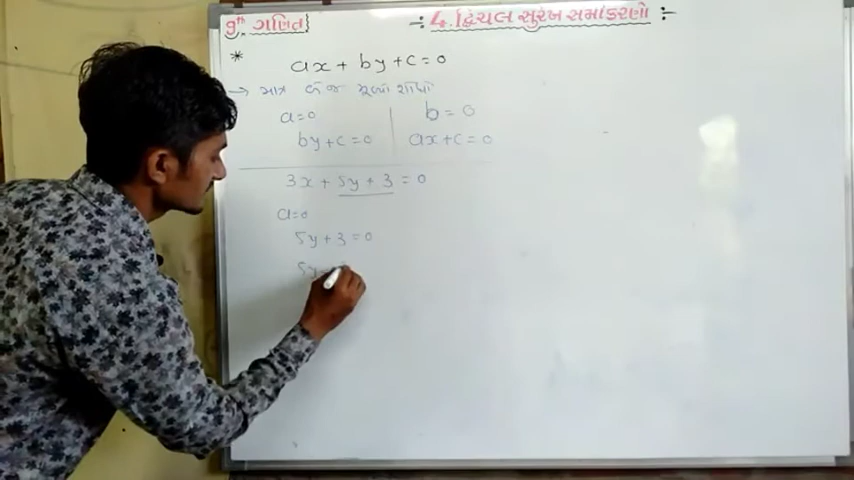 9th ગણિત
÷ 4. દ્વિચલ સુરેખ સમીકરણો ÷
* ax + by + c = 0
→ માત્ર બે જ
a=0 b = 0
by + c = 0 ax + c = 0
3x + 5y + 3 = 0
a=0
5y + 3 = 0
5y